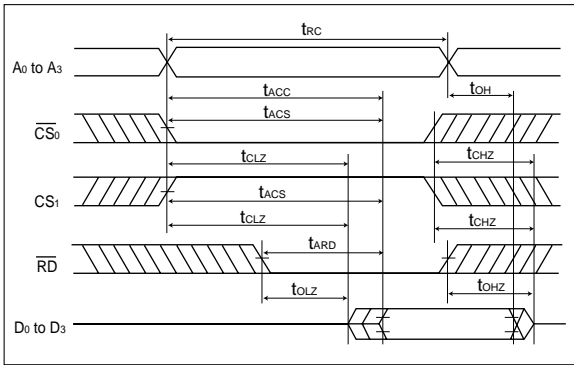 tRC
A0 to A3
tACC
tOH
tACS
CS0
tCLZ
tCHZ
CS1
tACS
tCLZ
tCHZ
tARD
RD
tOLZ
tOHZ
D0 to D3